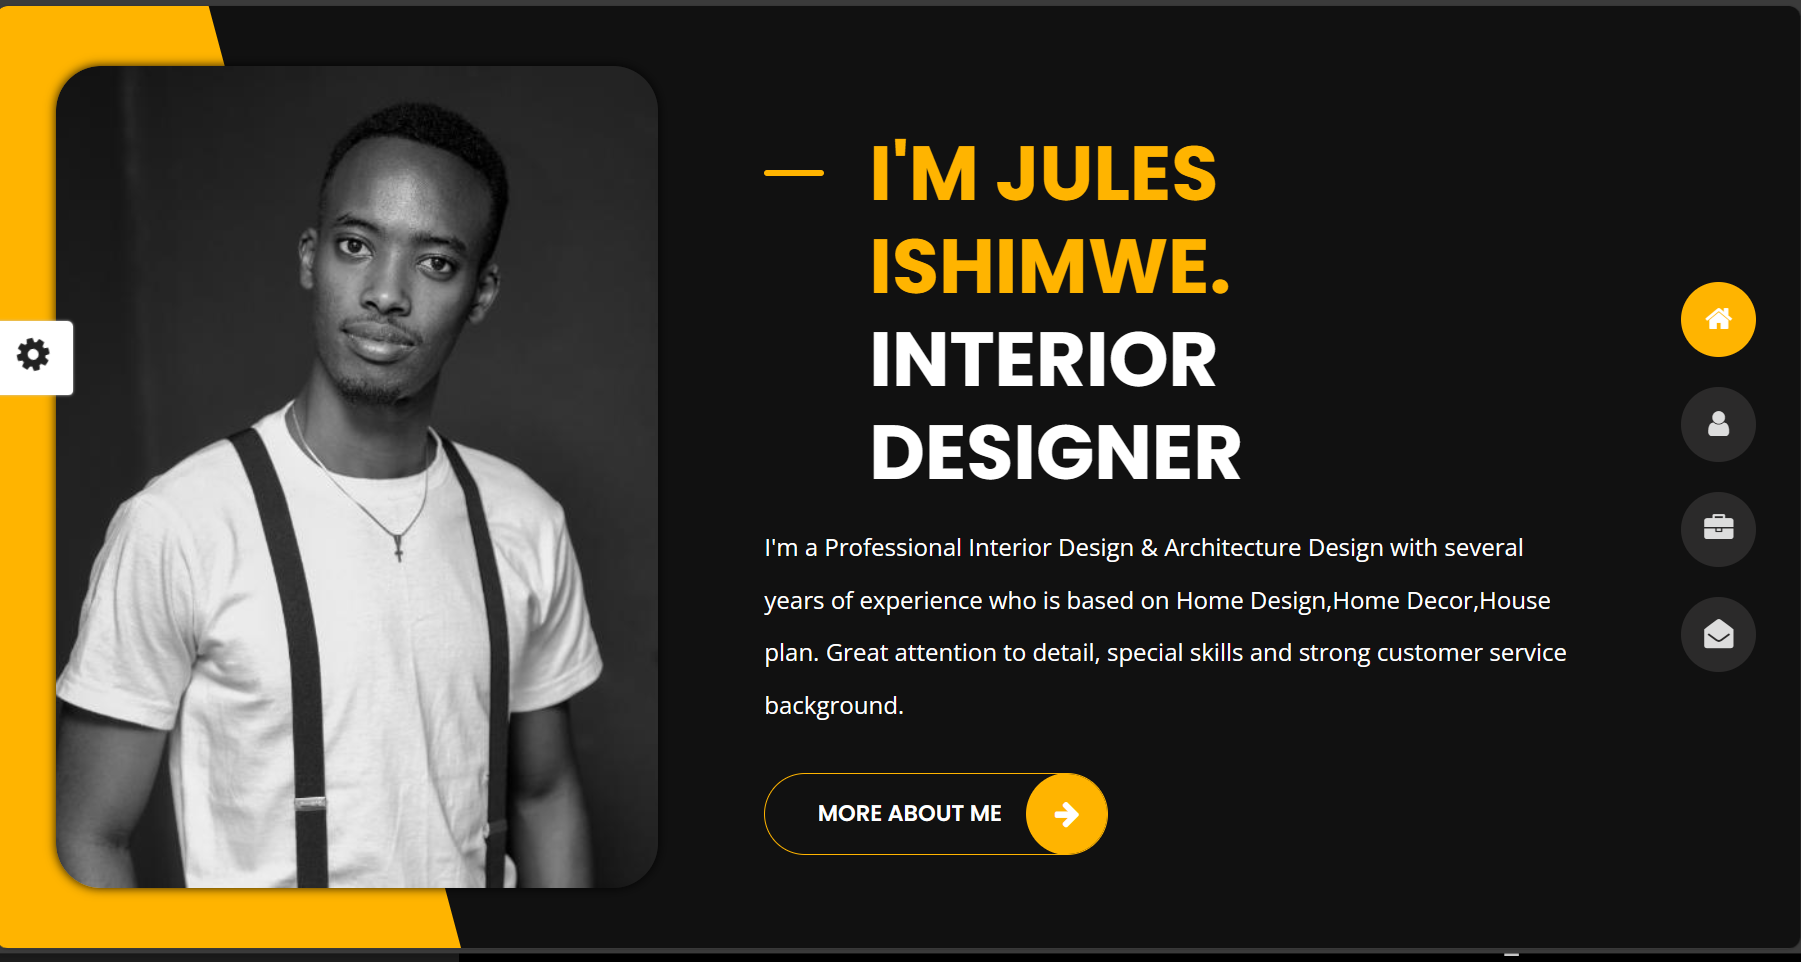 I'M JULES
ISHIMWE.
INTERIOR
DESIGNER
I'm a Professional Interior Design & Architecture Design with several
years of experience who is based on Home Design,Home Decor,House
plan. Great attention to detail, special skills and strong customer service
background.
MORE ABOUT ME